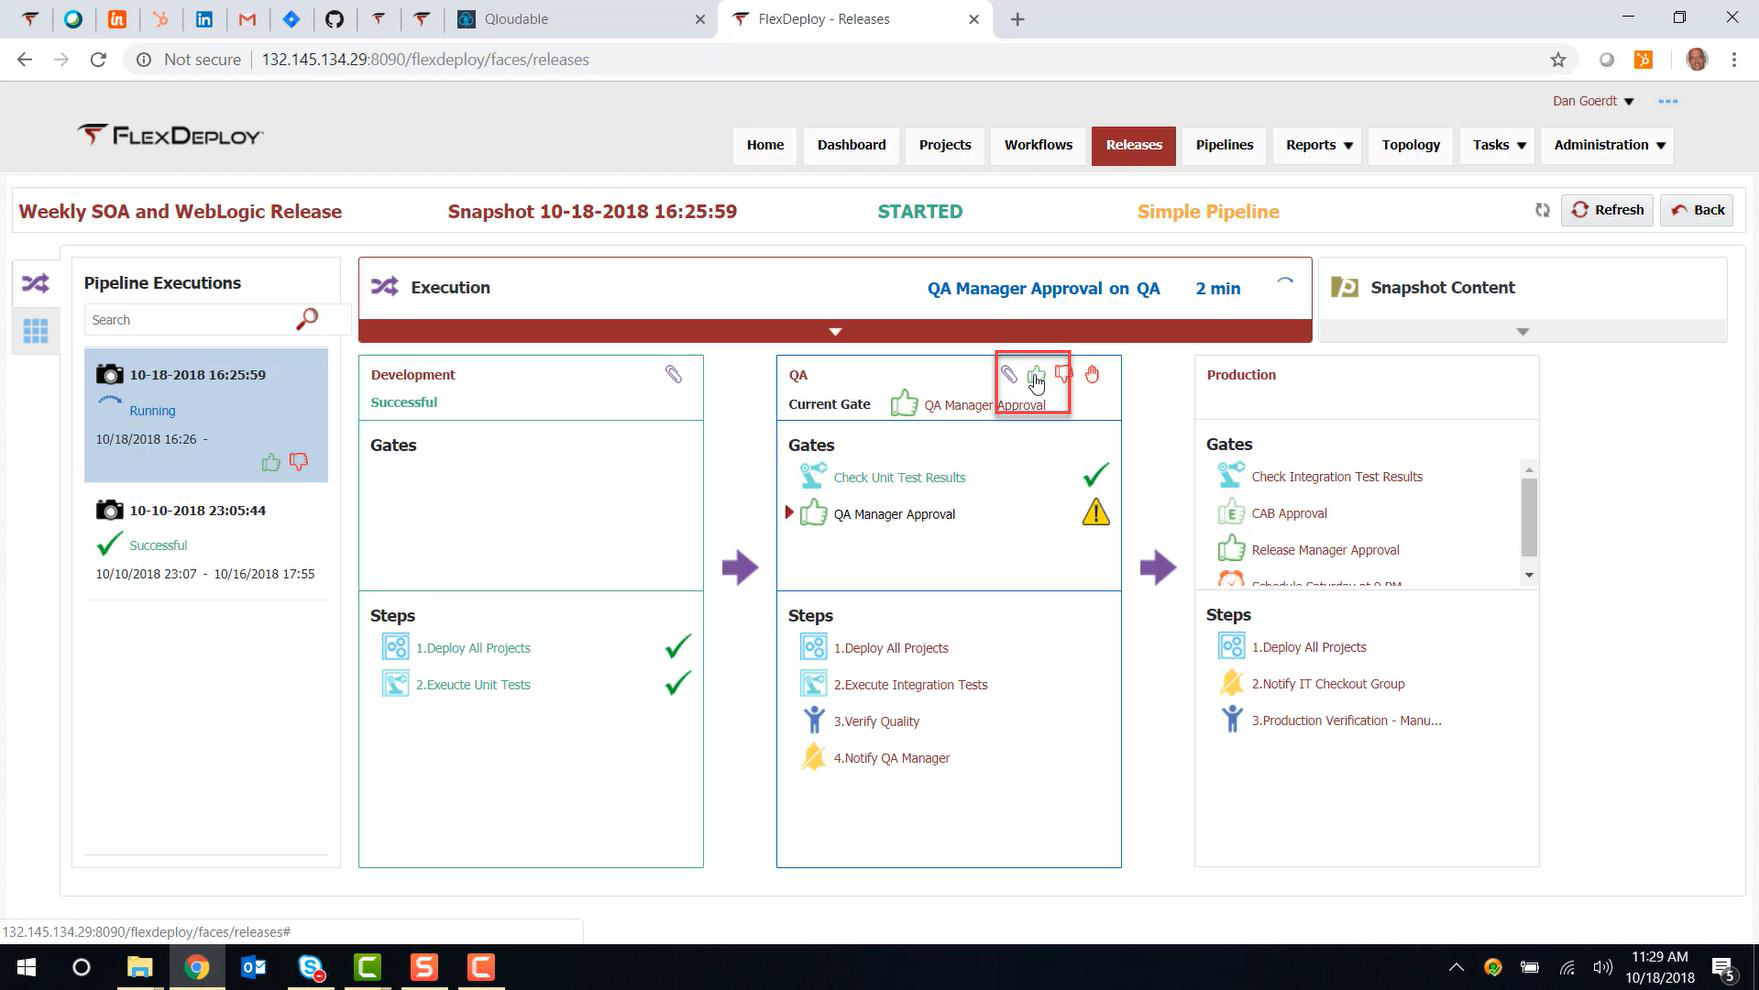 Qloudable
FlexDeploy - Releases
Not secure 132.145.134.29:8090/flexdeploy/faces/releases
Dan Goerdt
FLEXDEPLOY
Home Dashboard Projects Workflows Releases Pipelines Reports Topology Tasks Administration
Weekly SOA and WebLogic Release Snapshot 10-18-2018 16:25:59 STARTED Simple Pipeline Refresh Back
Pipeline Executions
Search
10-18-2018 16:25:59
Running
10/18/2018 16:26 -
10-10-2018 23:05:44
Successful
10/10/2018 23:07 - 10/16/2018 17:55
Execution QA Manager Approval on QA 2 min
Snapshot Content
Development
Successful
Gates
Steps
1.Deploy All Projects
2.Exeucte Unit Tests
QA
Current Gate QA Manager Approval
Gates
Check Unit Test Results
QA Manager Approval
Steps
1.Deploy All Projects
2.Execute Integration Tests
3.Verify Quality
4.Notify QA Manager
Production
Gates
Check Integration Test Results
E CAB Approval
Release Manager Approval
Schedule Saturday at 9 PM
Steps
1.Deploy All Projects
2.Notify IT Checkout Group
3.Production Verification - Manu...
132.145.134.29:8090/flexdeploy/faces/releases#
11:29 AM
10/18/2018
5